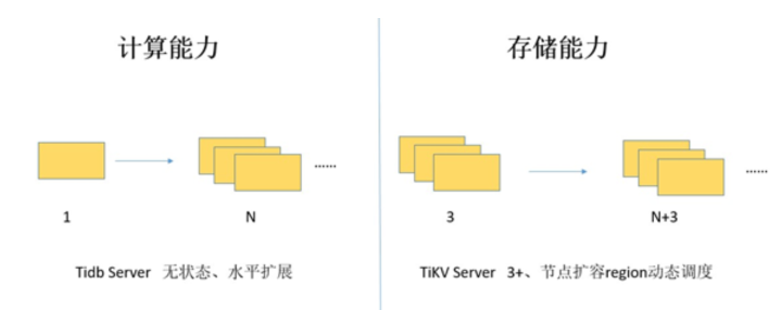 计算能力
存储能力
......
......
1
N
3
N+3
Tidb Server 无状态、水平扩展
TiKV Server 3+、节点扩容region动态调度